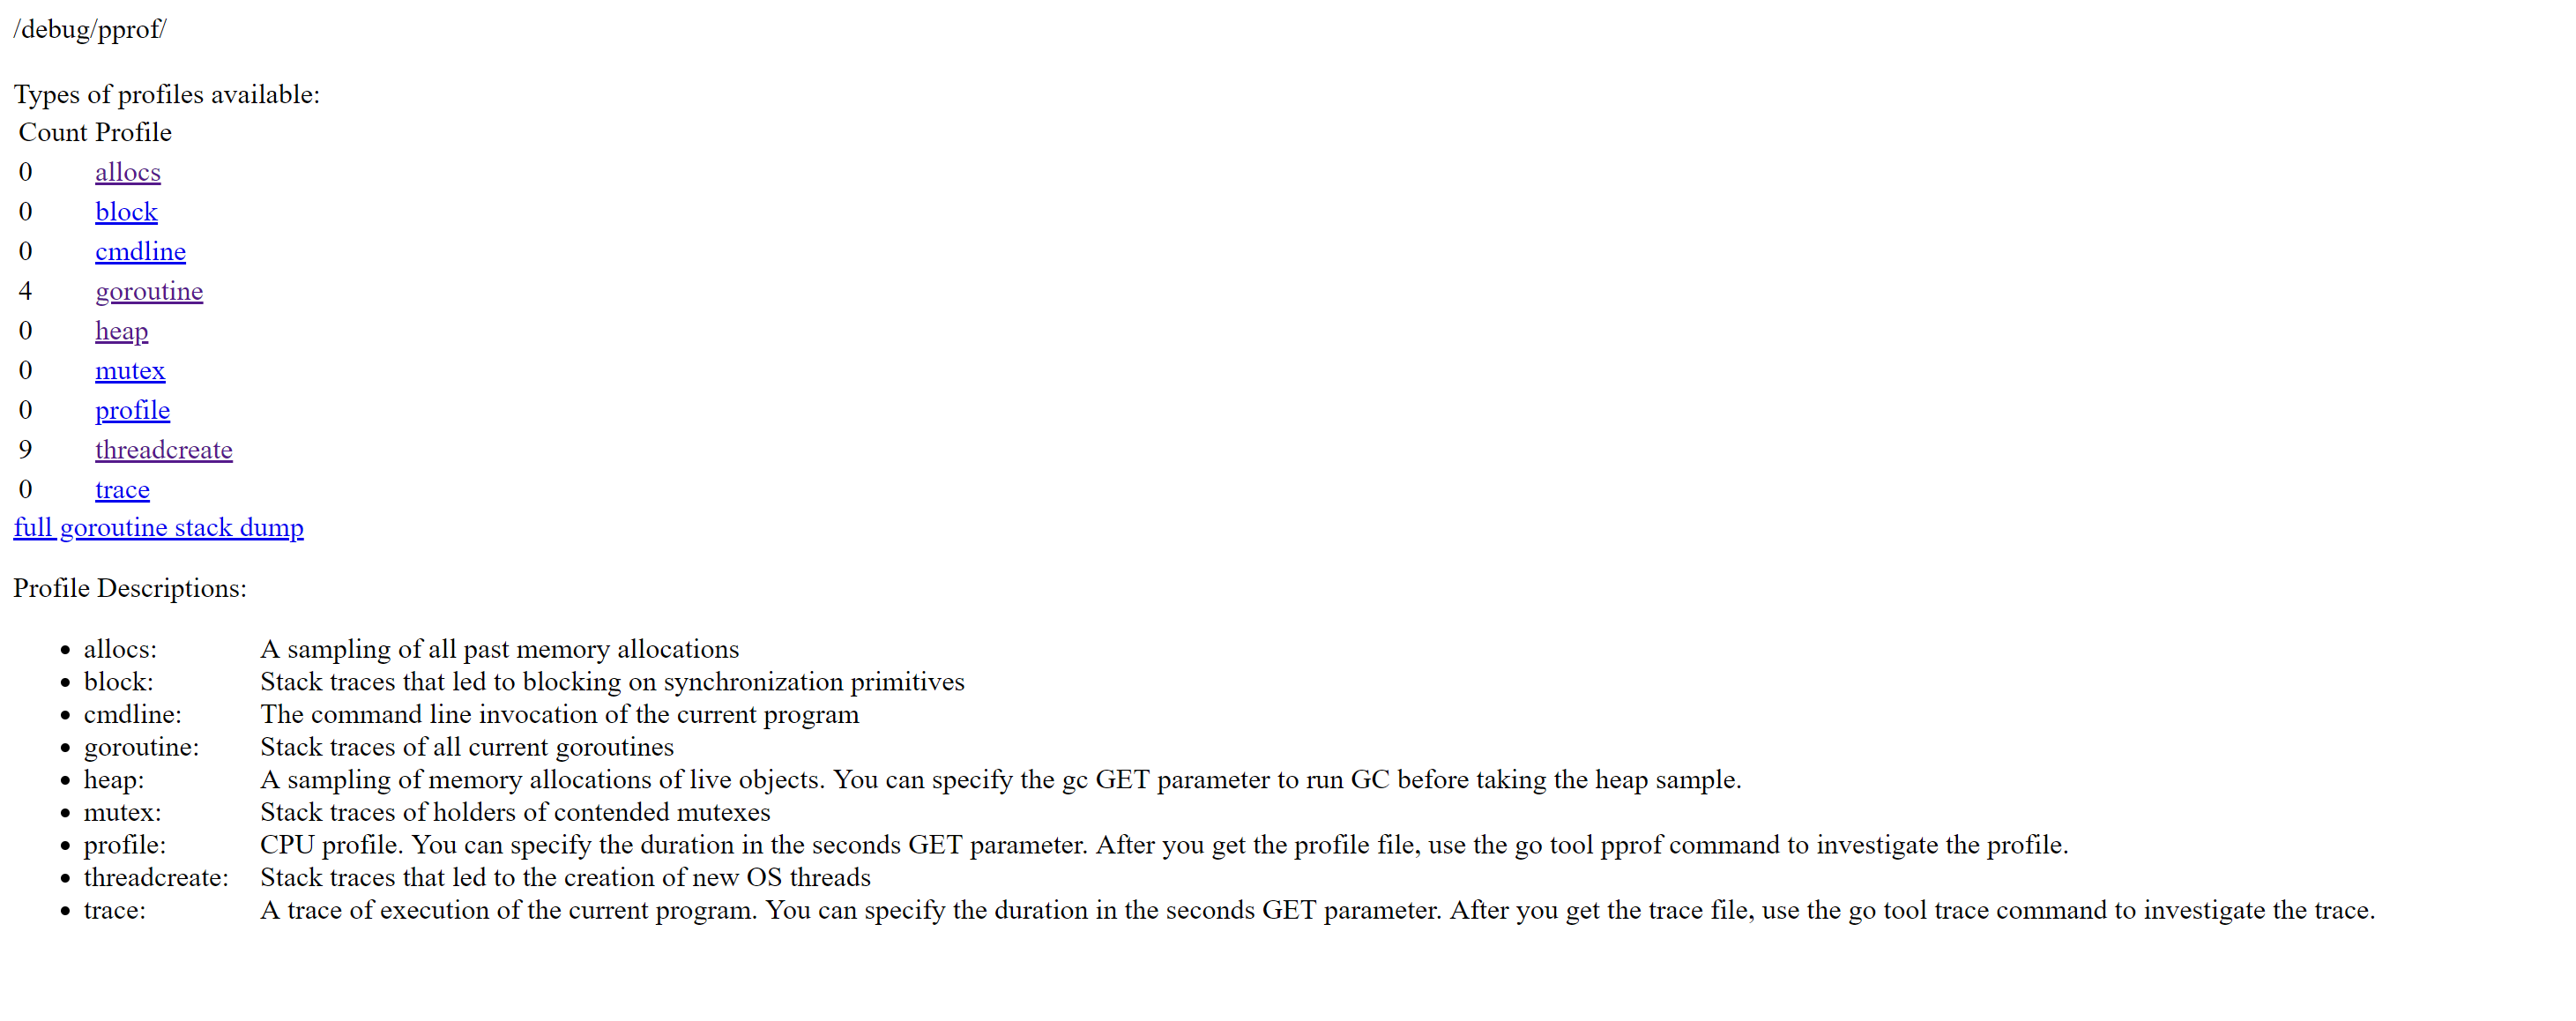 /debug/pprof/
Types of profiles available:
Count Profile
0 allocs
0 block
0 cmdline
4 goroutine
0 heap
0 mutex
0 profile
9 threadcreate
0 trace
full goroutine stack dump
Profile Descriptions:
• allocs: A sampling of all past memory allocations
• block: Stack traces that led to blocking on synchronization primitives
• cmdline: The command line invocation of the current program
• goroutine: Stack traces of all current goroutines
• heap: A sampling of memory allocations of live objects. You can specify the gc GET parameter to run GC before taking the heap sample.
• mutex: Stack traces of holders of contended mutexes
• profile: CPU profile. You can specify the duration in the seconds GET parameter. After you get the profile file, use the go tool pprof command to investigate the profile.
• threadcreate: Stack traces that led to the creation of new OS threads
• trace: A trace of execution of the current program. You can specify the duration in the seconds GET parameter. After you get the trace file, use the go tool trace command to investigate the trace.